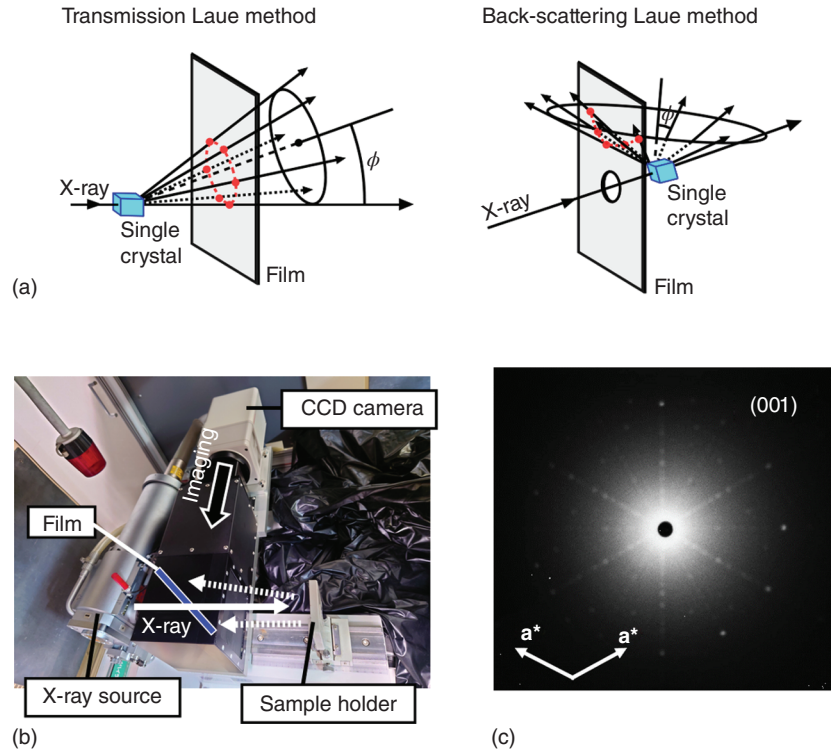 Transmission Laue method
Back-scattering Laue method
X-ray
Single
crystal
Film
ϕ
X-ray
Single
crystal
Film
ϕ
(a)
CCD camera
Imaging
Film
X-ray
X-ray source
Sample holder
(b)
(001)
a*
a*
(c)